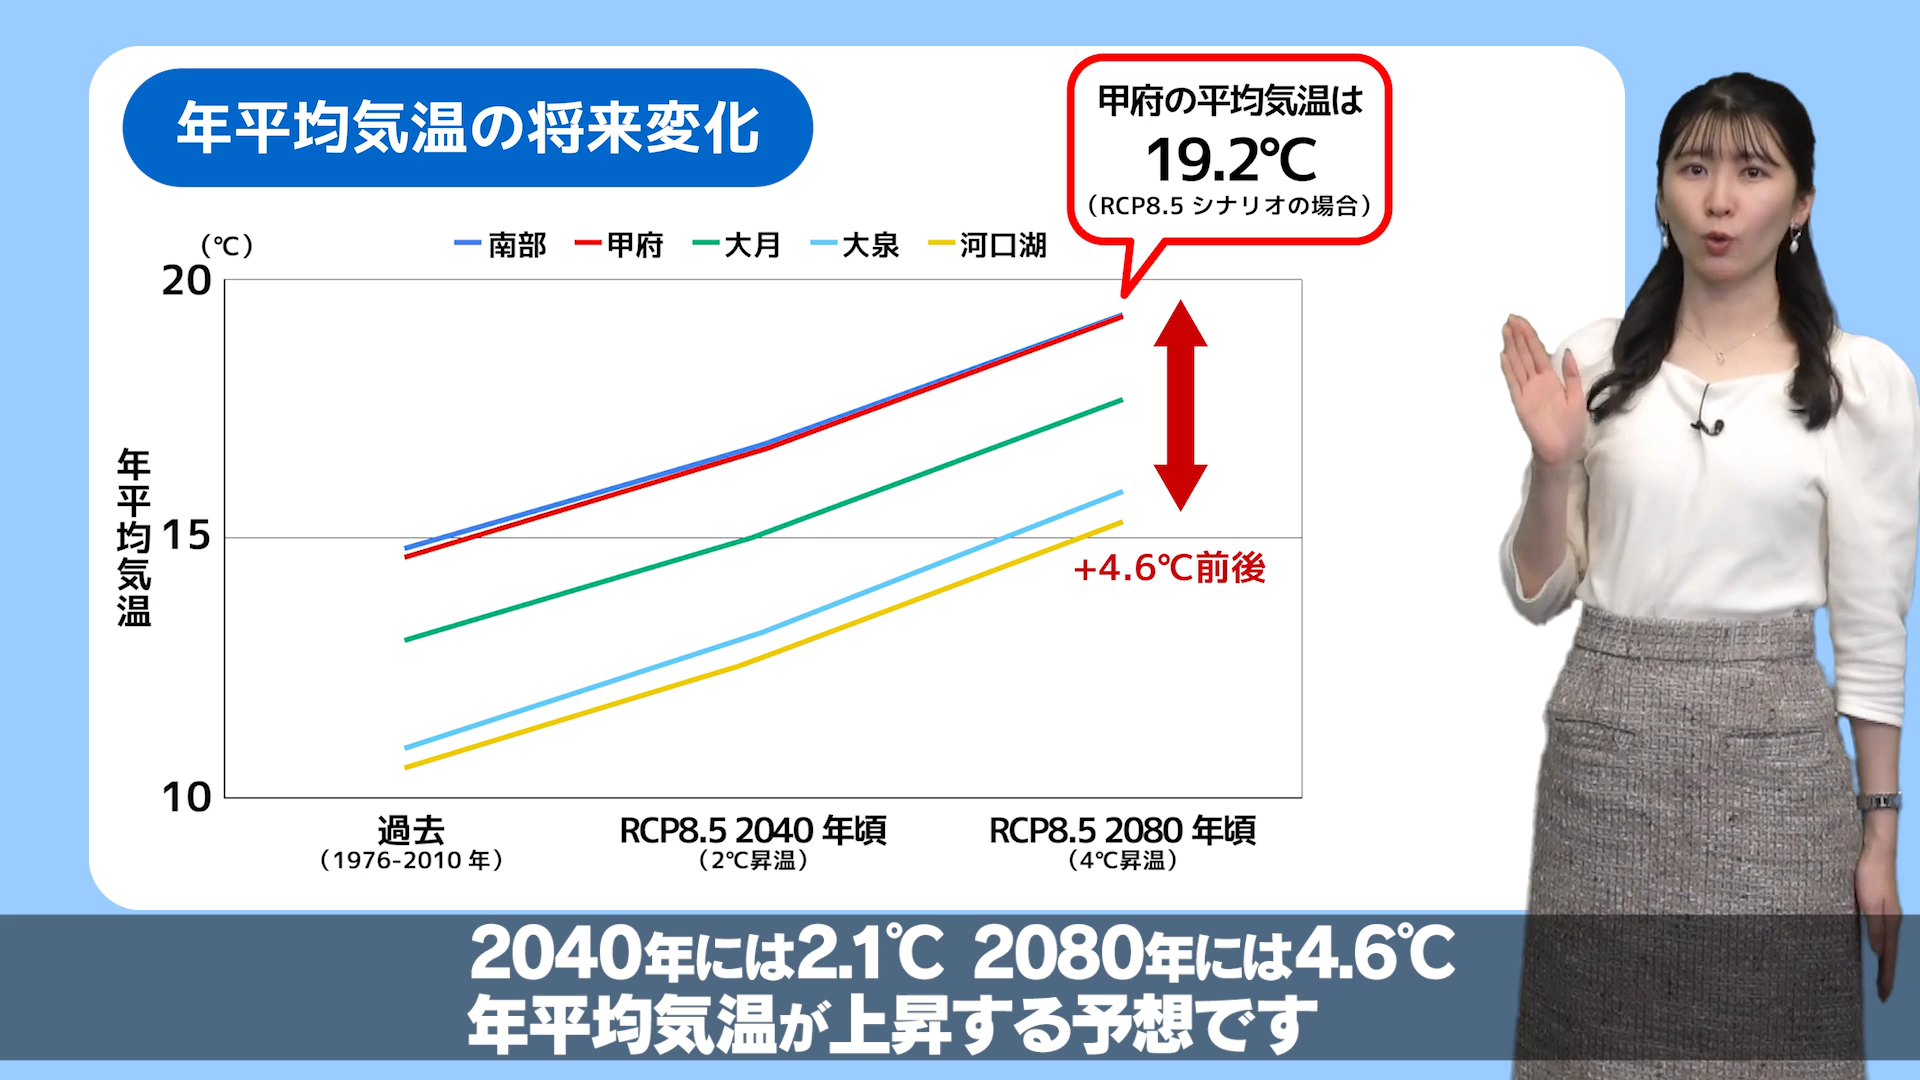 年平均気温の将来変化
甲府の平均気温は
19.2℃
（RCP8.5 シナリオの場合）
（℃）
南部 甲府 大月 大泉 河口湖
20
15
10
年平均気温
+4.6℃前後
過去
（1976-2010 年）
RCP8.5 2040 年頃
（2℃昇温）
RCP8.5 2080 年頃
（4℃昇温）
2040年には2.1℃ 2080年には4.6℃
年平均気温が上昇する予想です